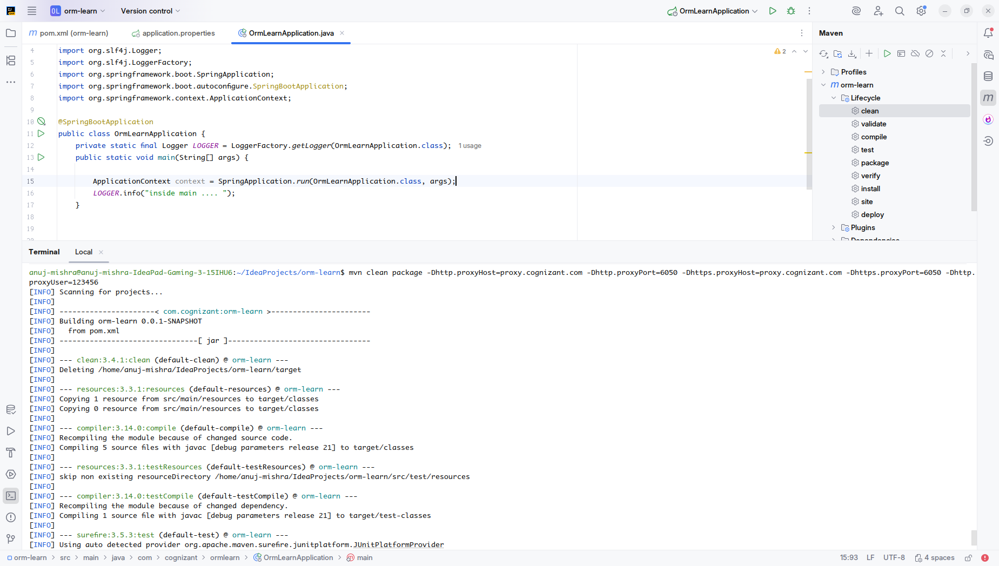 OL orm-learn Version control OrmLearnApplication
pom.xml (orm-learn) application.properties OrmLearnApplication.java
Maven
4 import org.slf4j.Logger;
2
5 import org.slf4j.LoggerFactory;
6 import org.springframework.boot.SpringApplication;
7 import org.springframework.boot.autoconfigure.SpringBootApplication;
8 import org.springframework.context.ApplicationContext;
9
10 @SpringBootApplication
11 public class OrmLearnApplication {
12 private static final Logger LOGGER = LoggerFactory.getLogger(OrmLearnApplication.class); 1 usage
13 public static void main(String[] args) {
14
15 ApplicationContext context = SpringApplication.run(OrmLearnApplication.class, args);
16 LOGGER.info("inside main .... ");
17 }
18
19
20
Profiles
orm-learn
Lifecycle
clean
validate
compile
test
package
verify
install
site
deploy
Plugins
Dependencies
Terminal Local
anuj-mishra@anuj-mishra-IdeaPad-Gaming-3-15IHU6:~/IdeaProjects/orm-learn$ mvn clean package -Dhttp.proxyHost=proxy.cognizant.com -Dhttp.proxyPort=6050 -Dhttps.proxyHost=proxy.cognizant.com -Dhttps.proxyPort=6050 -Dhttp.
proxyUser=123456
[INFO] Scanning for projects...
[INFO]
[INFO] ----------------------< com.cognizant:orm-learn >-----------------------
[INFO] Building orm-learn 0.0.1-SNAPSHOT
[INFO]   from pom.xml
[INFO] --------------------------------[ jar ]---------------------------------
[INFO]
[INFO] --- clean:3.4.1:clean (default-clean) @ orm-learn ---
[INFO] Deleting /home/anuj-mishra/IdeaProjects/orm-learn/target
[INFO]
[INFO] --- resources:3.3.1:resources (default-resources) @ orm-learn ---
[INFO] Copying 1 resource from src/main/resources to target/classes
[INFO] Copying 0 resource from src/main/resources to target/classes
[INFO]
[INFO] --- compiler:3.14.0:compile (default-compile) @ orm-learn ---
[INFO] Recompiling the module because of changed source code.
[INFO] Compiling 5 source files with javac [debug parameters release 21] to target/classes
[INFO]
[INFO] --- resources:3.3.1:testResources (default-testResources) @ orm-learn ---
[INFO] skip non existing resourceDirectory /home/anuj-mishra/IdeaProjects/orm-learn/src/test/resources
[INFO]
[INFO] --- compiler:3.14.0:testCompile (default-testCompile) @ orm-learn ---
[INFO] Recompiling the module because of changed dependency.
[INFO] Compiling 1 source file with javac [debug parameters release 21] to target/test-classes
[INFO]
[INFO] --- surefire:3.5.3:test (default-test) @ orm-learn ---
[INFO] Using auto detected provider org.apache.maven.surefire.junitplatform.JUnitPlatformProvider
orm-learn > src > main > java > com > cognizant > ormlearn > OrmLearnApplication > main 15:93 LF UTF-8 4 spaces